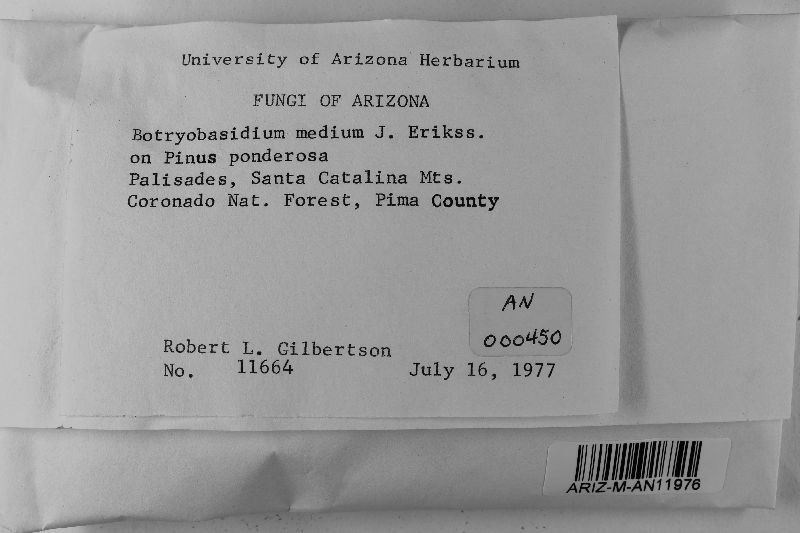 University of Arizona Herbarium
FUNGI OF ARIZONA
Botryobasidium medium J. Erikss.
on Pinus ponderosa
Palisades, Santa Catalina Mts.
Coronado Nat. Forest, Pima County
AN
000450
Robert L. Gilbertson
No. 11664 July 16, 1977
ARIZ-M-AN11976